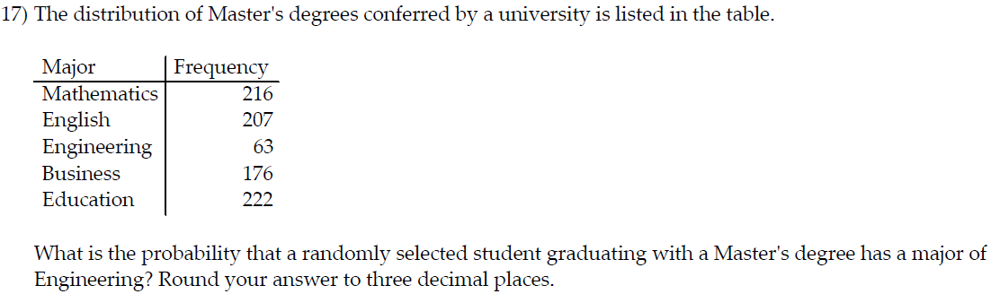 17) The distribution of Master's degrees conferred by a university is listed in the table.
Major Frequency
Mathematics 216
English 207
Engineering 63
Business 176
Education 222
What is the probability that a randomly selected student graduating with a Master's degree has a major of
Engineering? Round your answer to three decimal places.